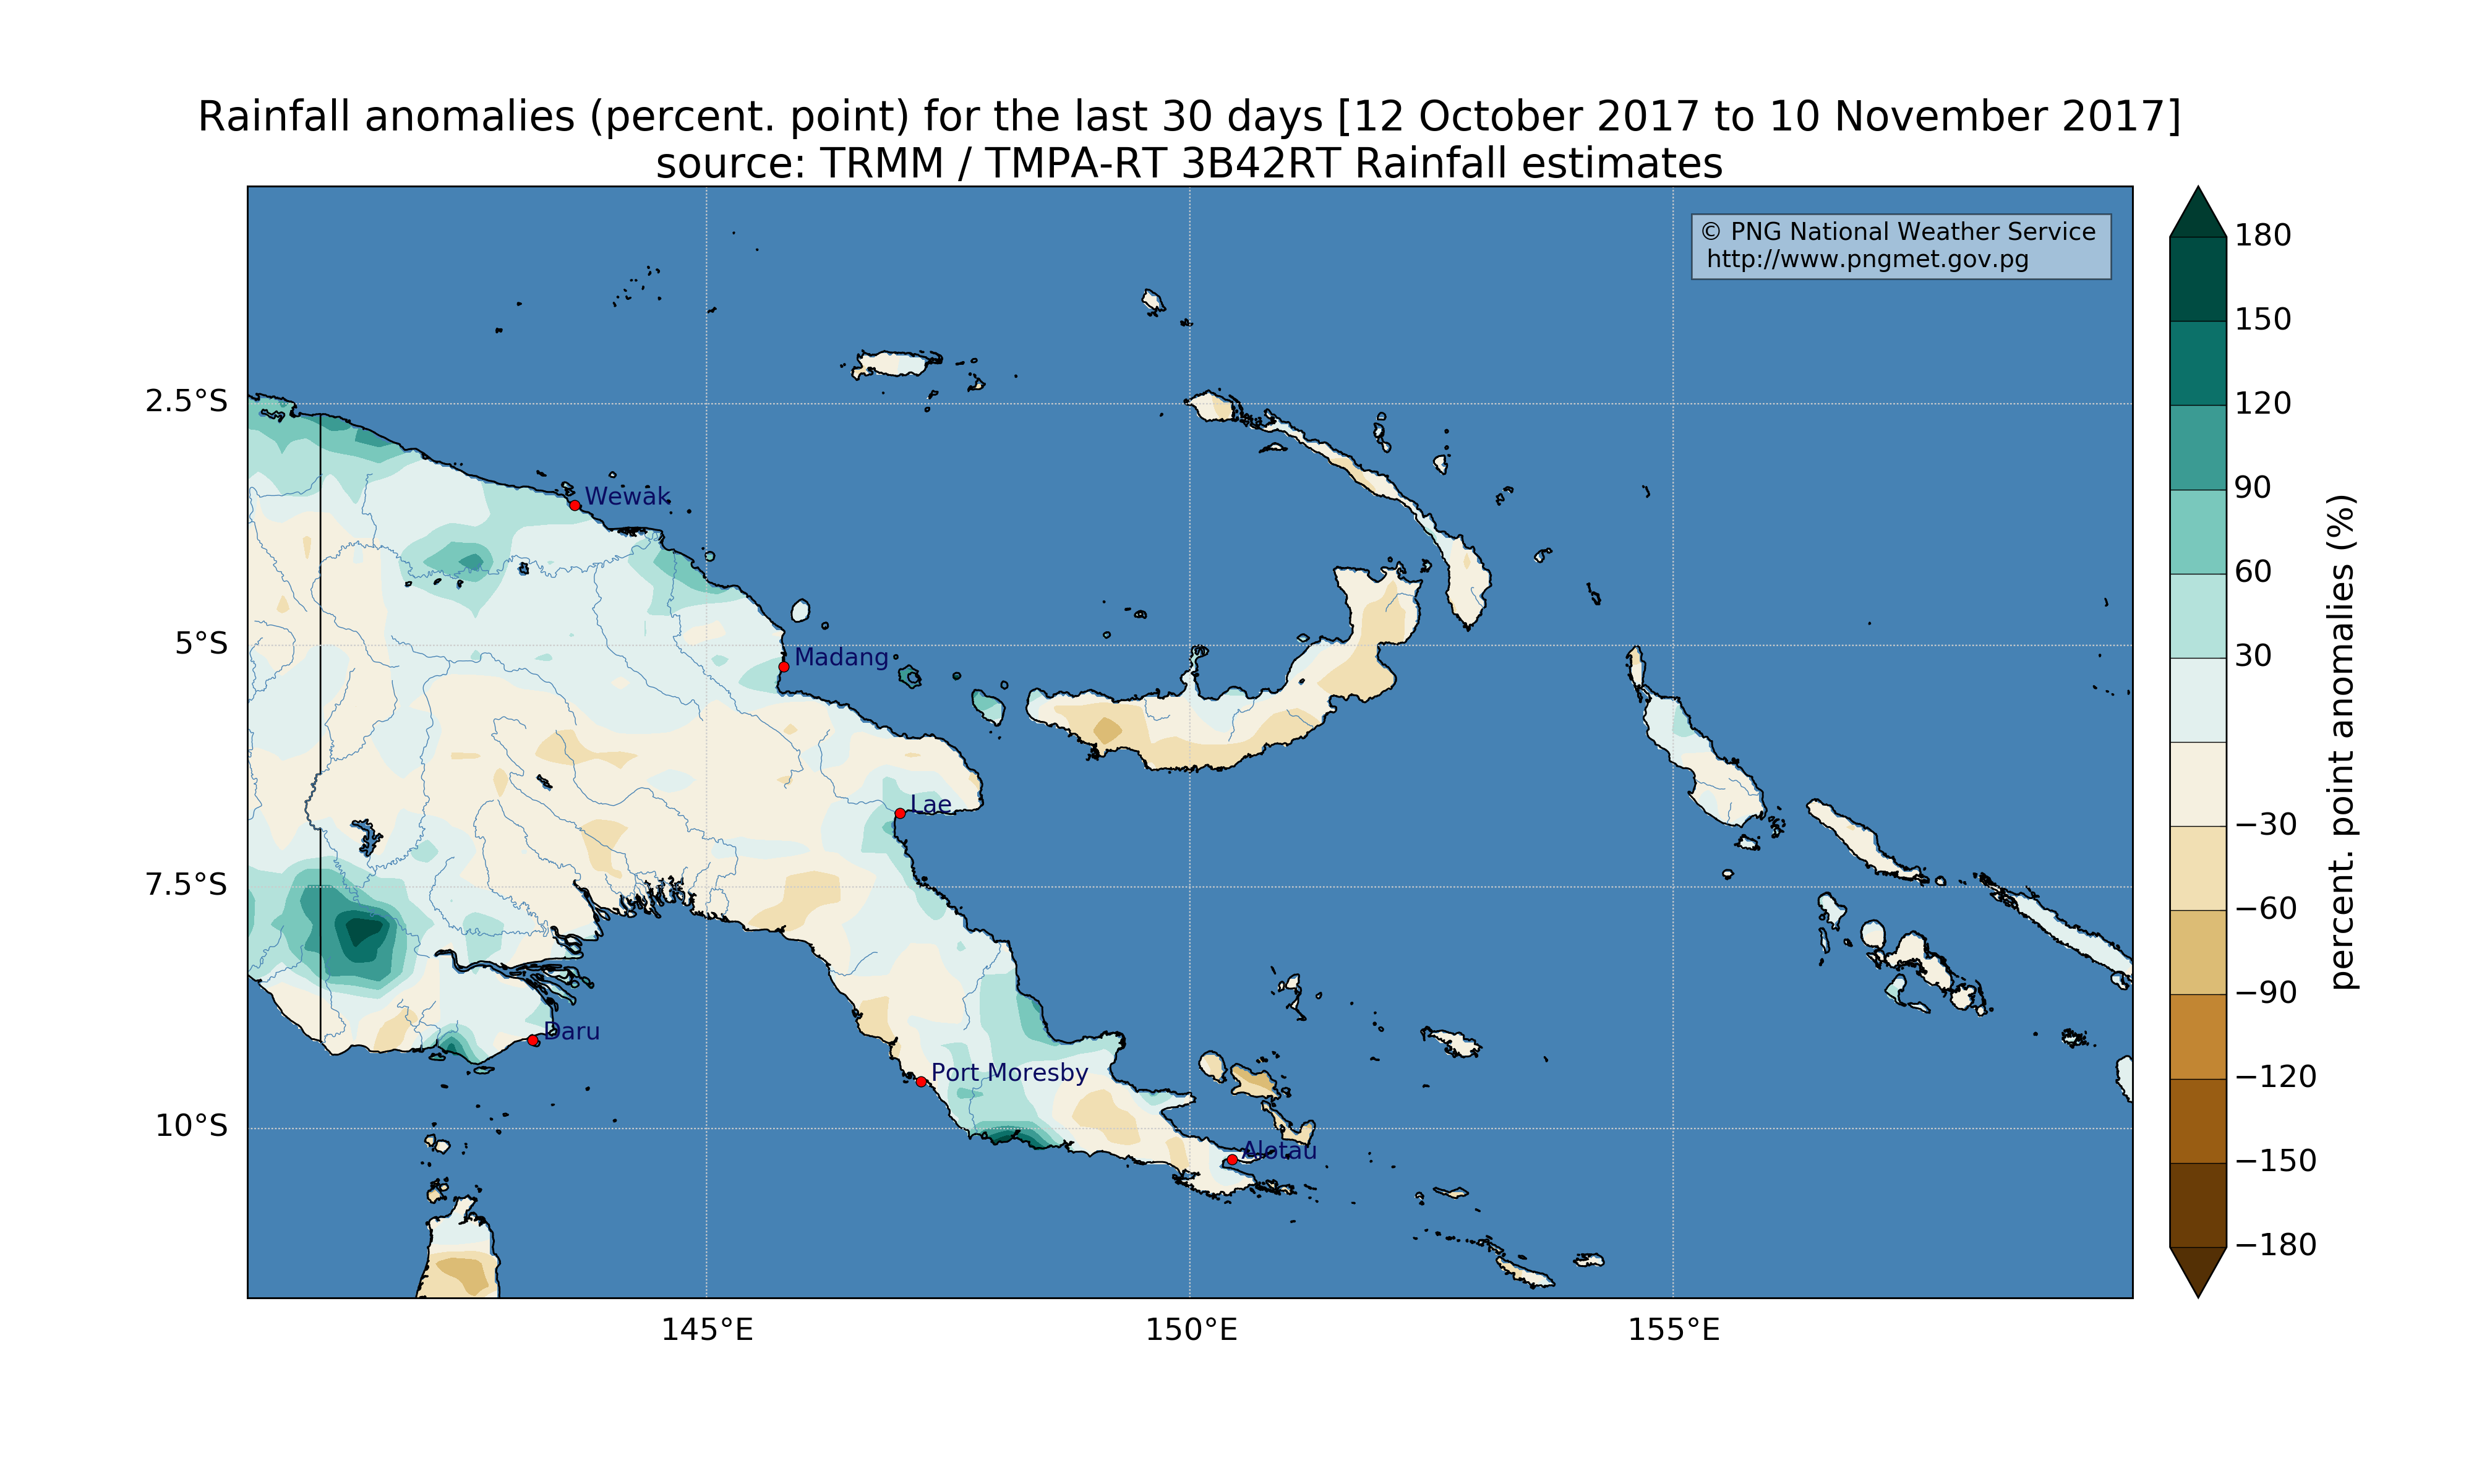 Rainfall anomalies (percent. point) for the last 30 days [12 October 2017 to 10 November 2017]
source: TRMM / TMPA-RT 3B42RT Rainfall estimates
© PNG National Weather Service
http://www.pngmet.gov.pg
180
150
120
90
60
30
−30
−60
−90
−120
−150
−180
percent. point anomalies (%)
2.5°S
5°S
7.5°S
10°S
Wewak
Madang
Lae
Daru
Port Moresby
Alotau
145°E
150°E
155°E